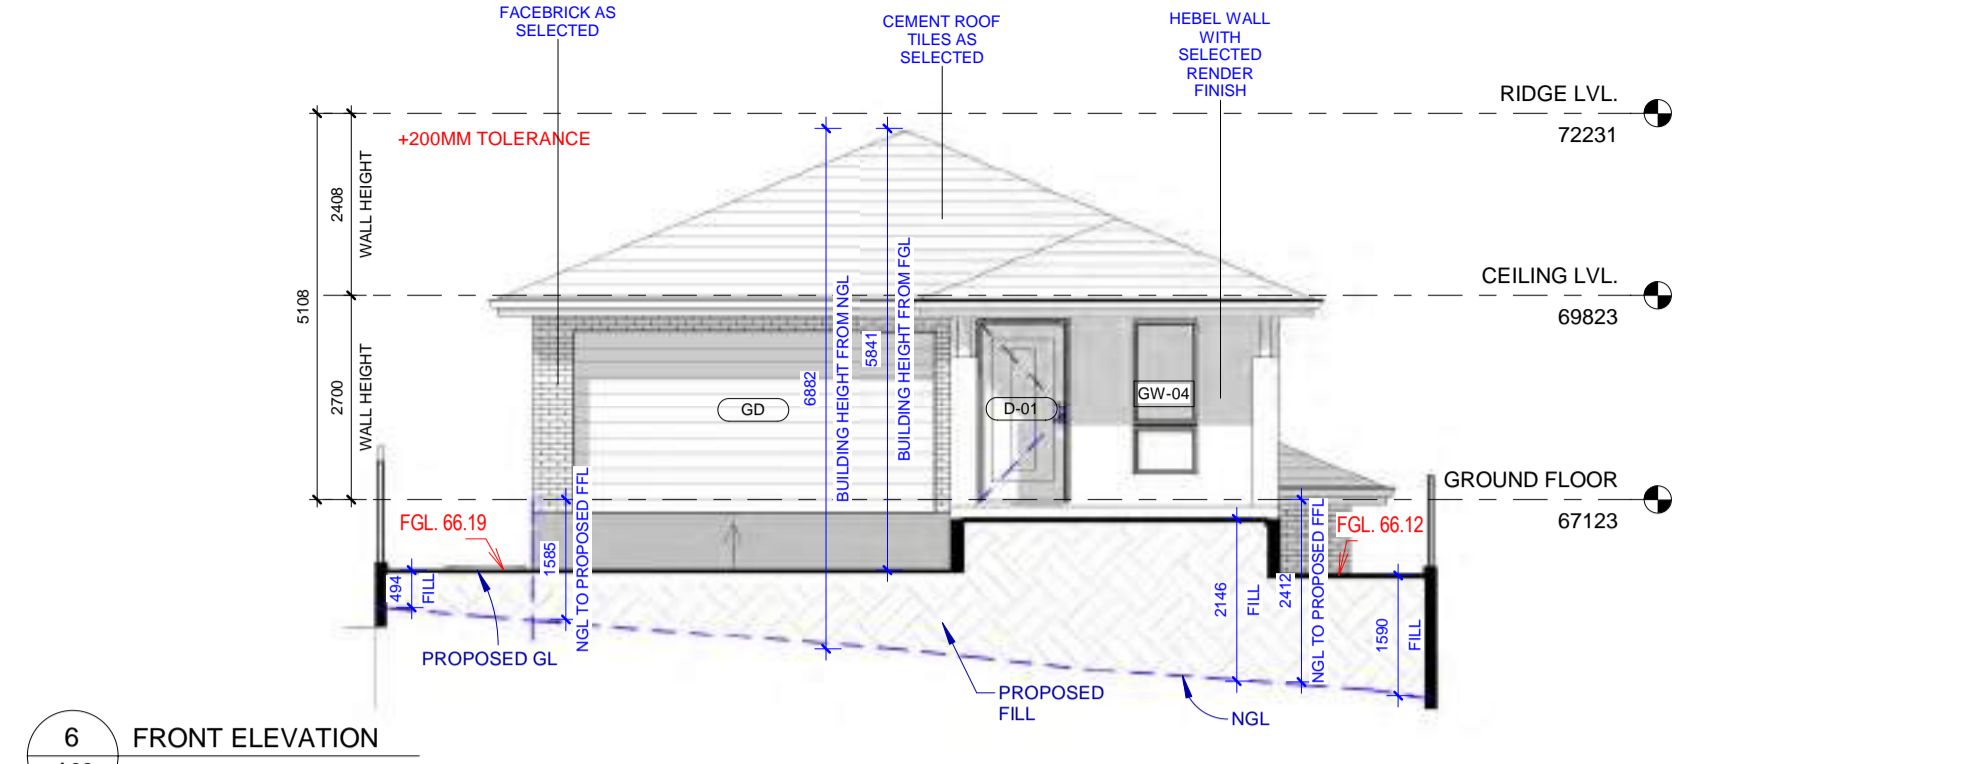 FACEBRICK AS
SELECTED
CEMENT ROOF
TILES AS
SELECTED
HEBEL WALL
WITH
SELECTED
RENDER
FINISH
RIDGE LVL.
72231
+200MM TOLERANCE
2408
WALL HEIGHT
CEILING LVL.
69823
5108
2700
WALL HEIGHT
6882
BUILDING HEIGHT FROM NGL
5841
BUILDING HEIGHT FROM FGL
GD
D-01
GW-04
GROUND FLOOR
67123
FGL. 66.19
FGL. 66.12
494
FILL
1585
NGL TO PROPOSED FFL
2146
FILL
2412
NGL TO PROPOSED FFL
1590
FILL
PROPOSED GL
PROPOSED
FILL
NGL
6
FRONT ELEVATION